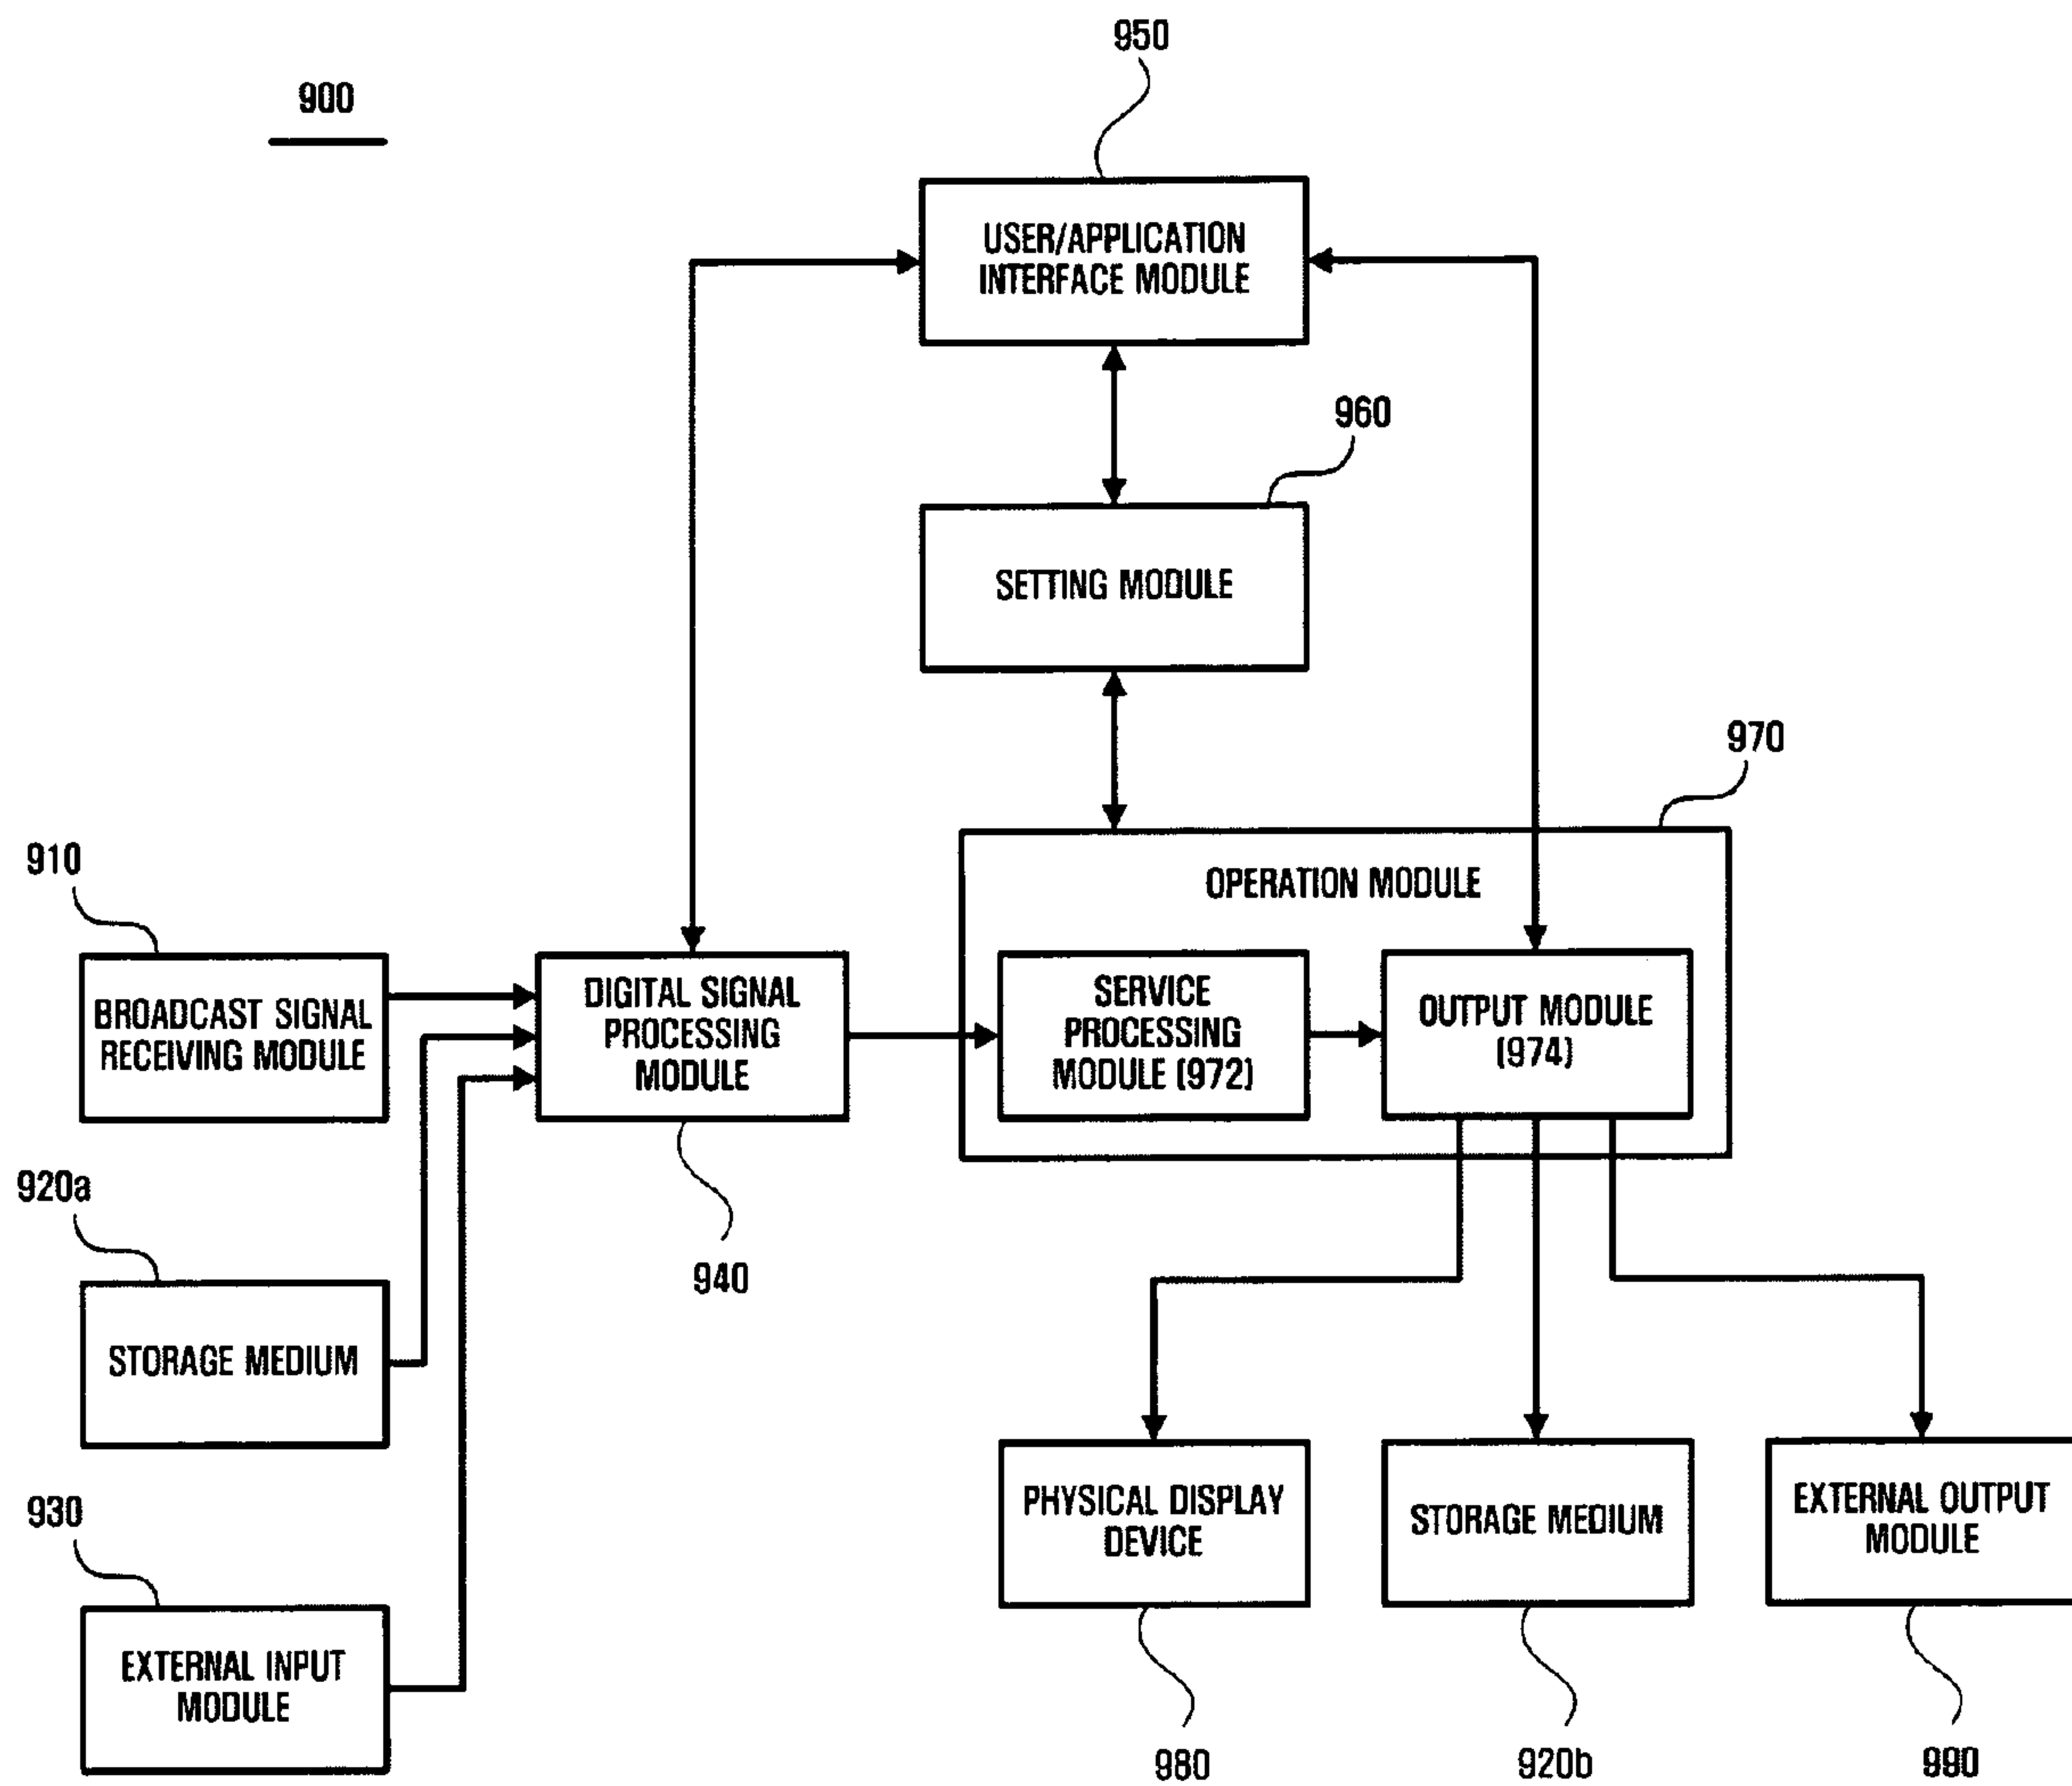 950
900
USER/APPLICATION
INTERFACE MODULE
960
SETTING MODULE
970
OPERATION MODULE
910
BROADCAST SIGNAL
RECEIVING MODULE
DIGITAL SIGNAL
PROCESSING
MODULE
SERVICE
PROCESSING
MODULE (972)
OUTPUT MODULE
(974)
920a
940
STORAGE MEDIUM
930
EXTERNAL INPUT
MODULE
PHYSICAL DISPLAY
DEVICE
STORAGE MEDIUM
EXTERNAL OUTPUT
MODULE
980
920b
990